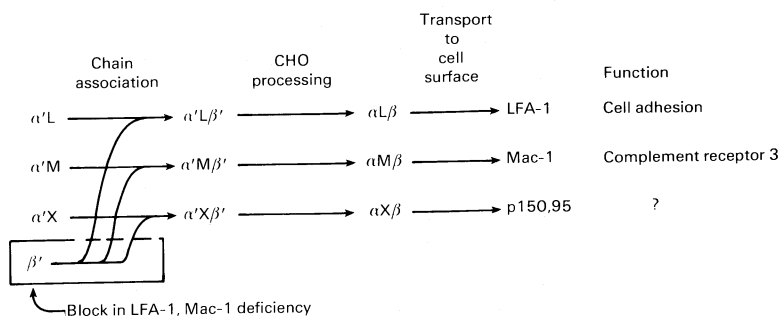 Chain association
CHO processing
Transport to cell surface
Function
α′L
α′Lβ′
αLβ
LFA-1
Cell adhesion
α′M
α′Mβ′
αMβ
Mac-1
Complement receptor 3
α′X
α′Xβ′
αXβ
p150,95
?
β′
Block in LFA-1, Mac-1 deficiency